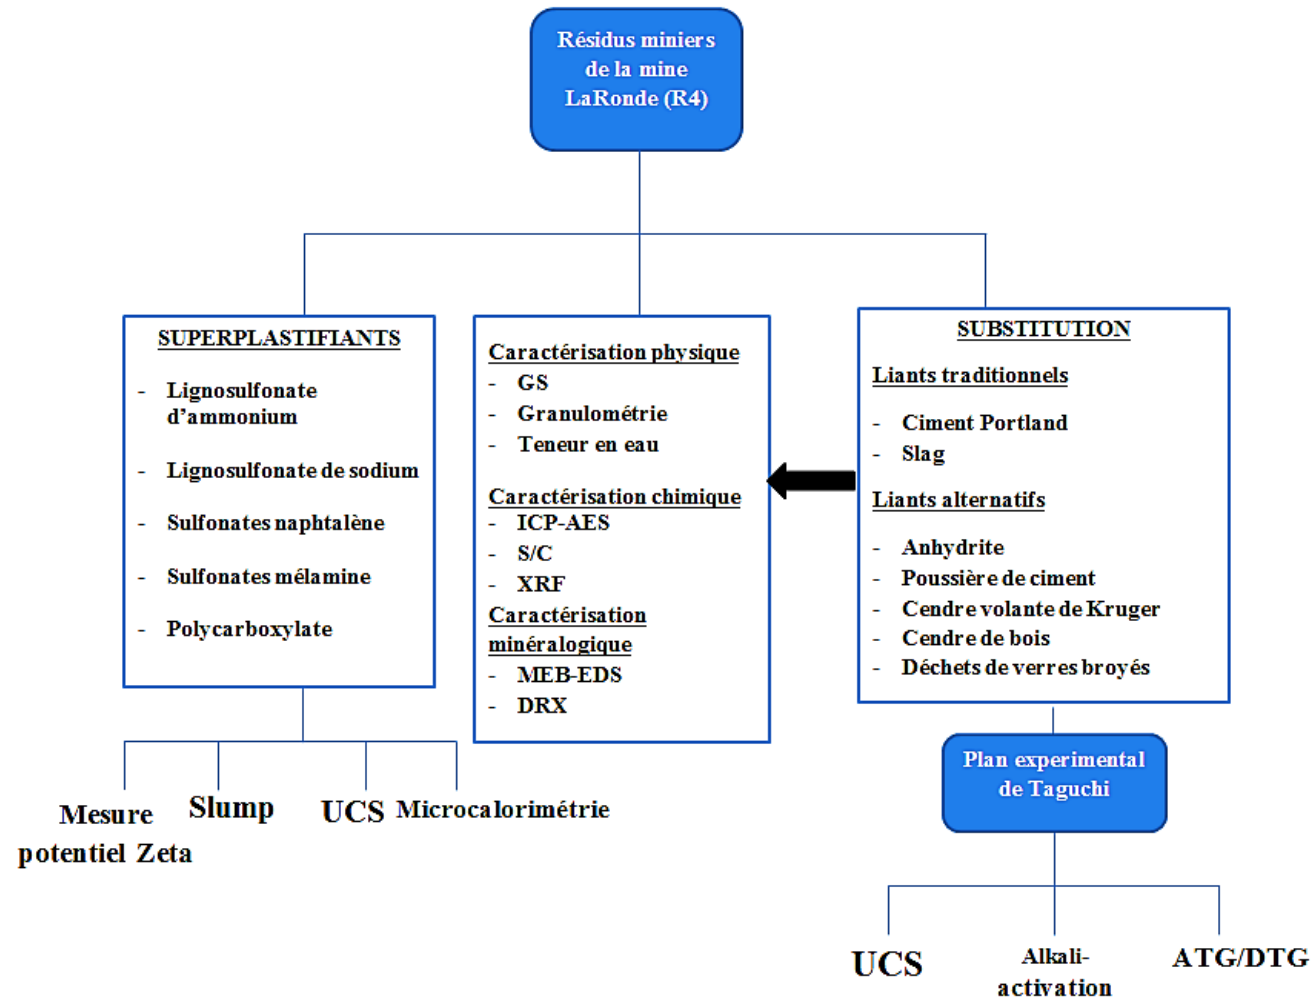 Résidus miniers
de la mine
LaRonde (R4)
SUPERPLASTIFIANTS
- Lignosulfonate
d’ammonium
- Lignosulfonate de sodium
- Sulfonates naphtalène
- Sulfonates mélamine
- Polycarboxylate
Mesure
potentiel Zeta
Slump
UCS
Microcalorimétrie
Caractérisation physique
- GS
- Granulométrie
- Teneur en eau
Caractérisation chimique
- ICP-AES
- S/C
- XRF
Caractérisation
minéralogique
- MEB-EDS
- DRX
SUBSTITUTION
Liants traditionnels
- Ciment Portland
- Slag
Liants alternatifs
- Anhydrite
- Poussière de ciment
- Cendre volante de Kruger
- Cendre de bois
- Déchets de verres broyés
Plan experimental
de Taguchi
UCS
Alkali-
activation
ATG/DTG